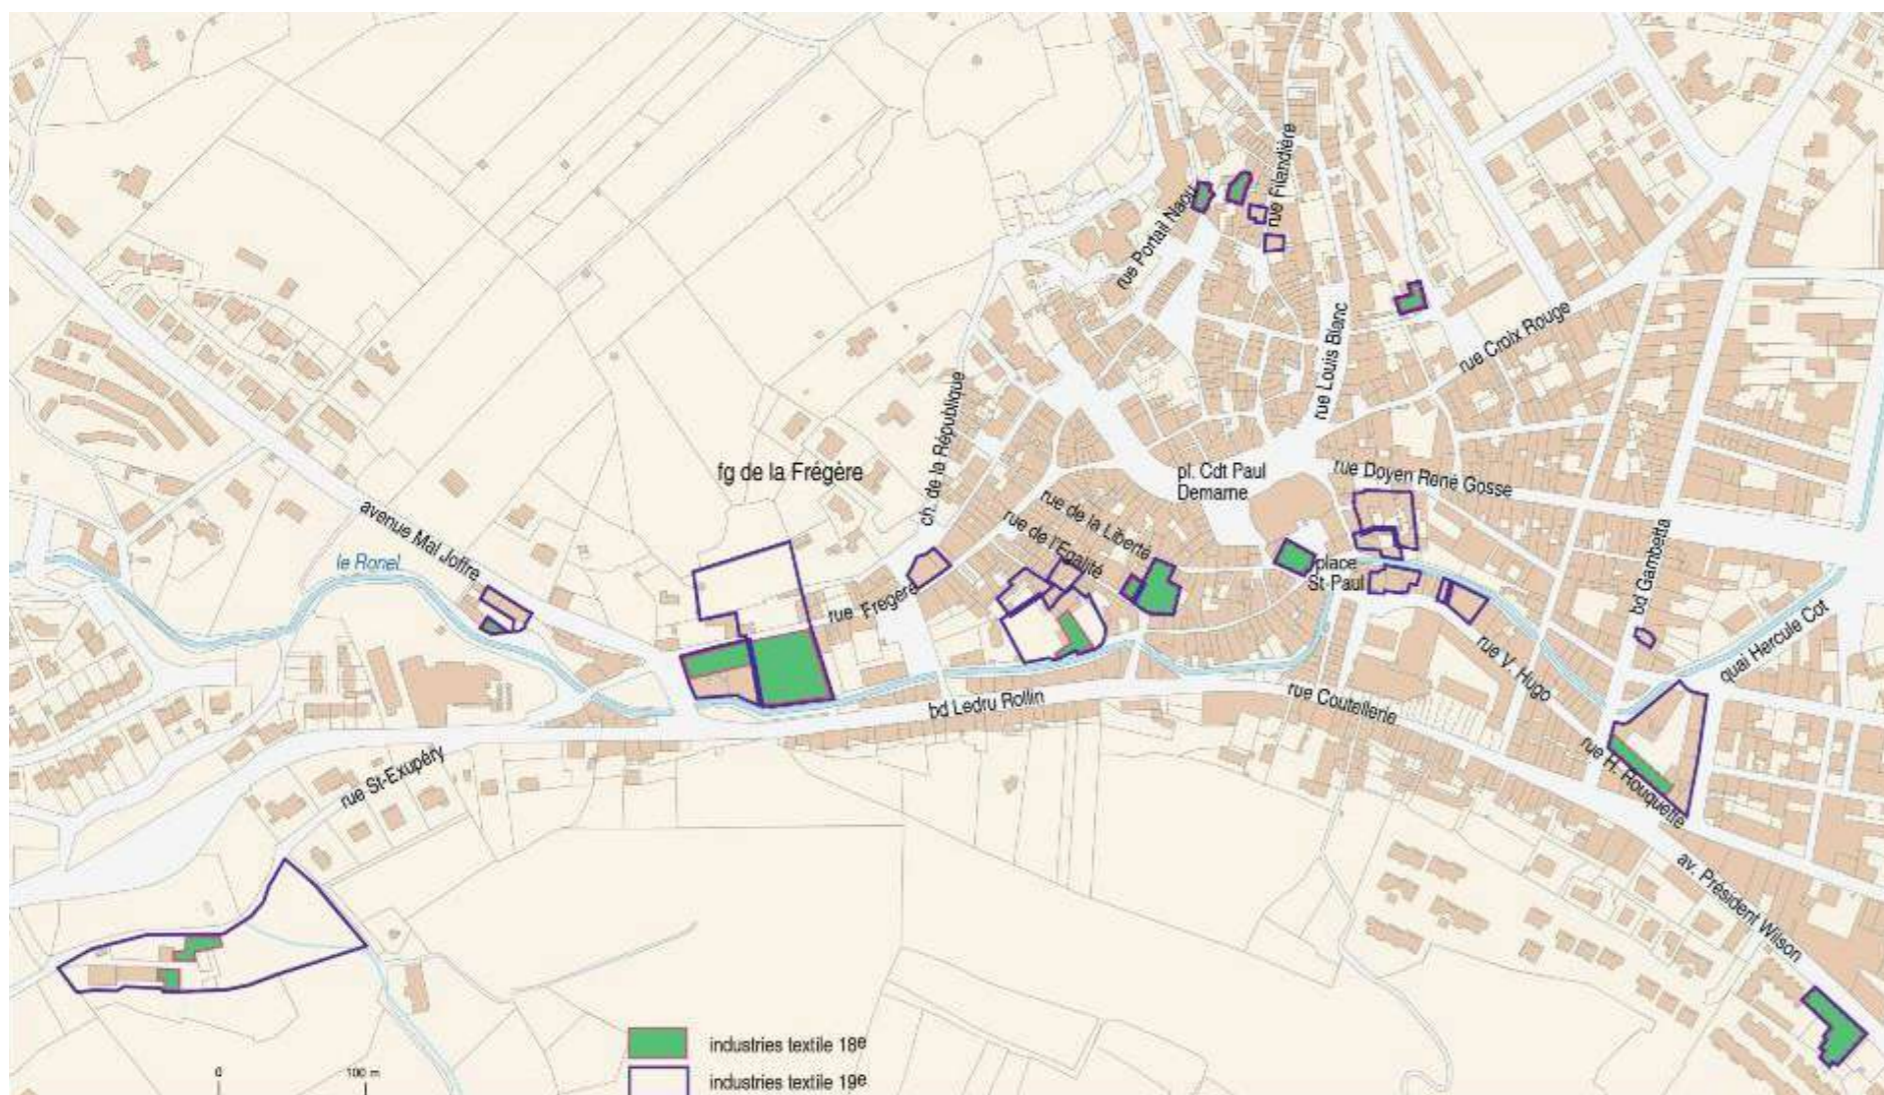 rue Portail Naou
rue Filandière
rue Louis Blanc
rue Croix Rouge
ch. de la République
fg de la Frégère
pl. Cdt Paul
Demarne
rue Doyen René Gosse
rue de la Liberté
rue de l'Egalité
avenue Mal Joffre
le Ronel
place
St-Paul
bd Gambetta
rue Frégère
quai Hercule Cot
rue V. Hugo
bd Ledru Rollin
rue Coutellerie
rue H. Rouquette
rue St-Exupéry
av. Président Wilson
industries textile 18e
0
100 m
industries textile 19e